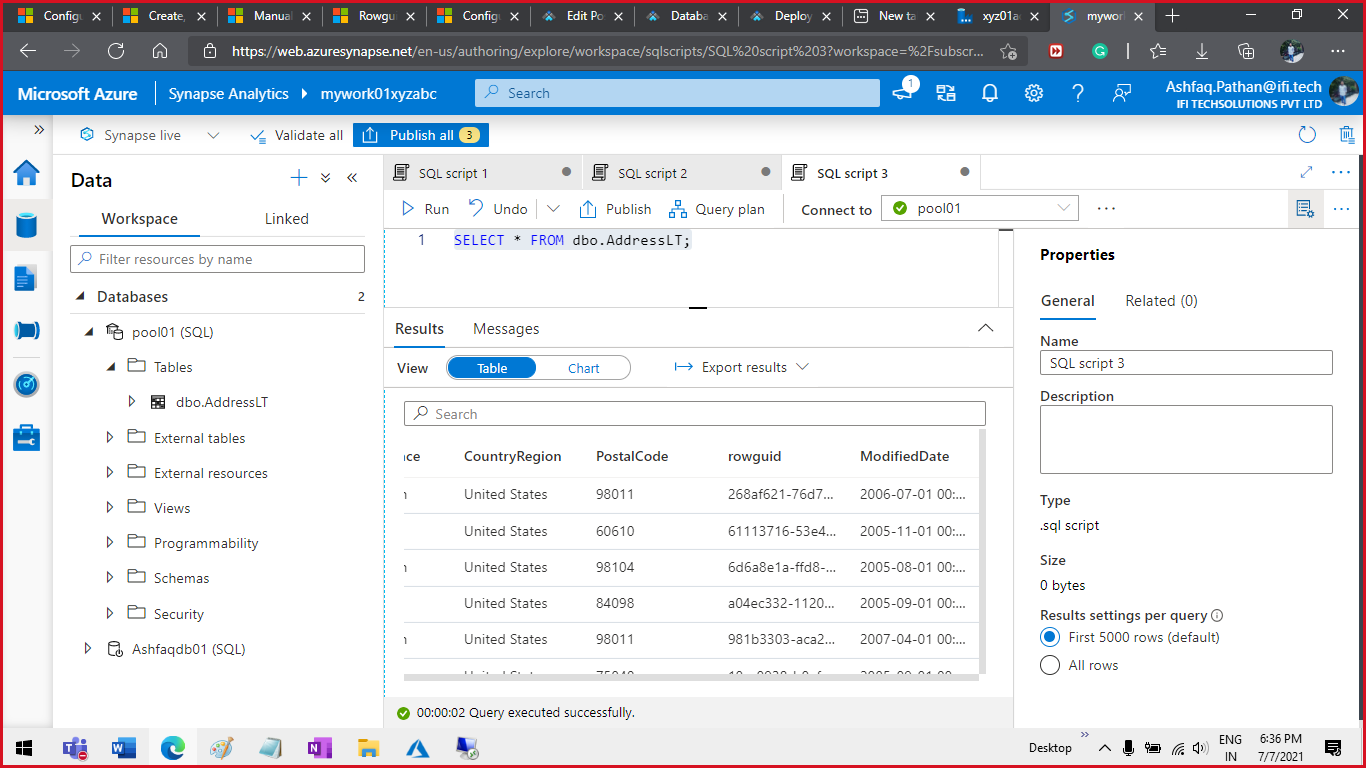 Configu
Create,
Manual
Rowgu
Configu
Edit Po
Databa
Deploy
New ta
xyz01a
mywor
https://web.azuresynapse.net/en-us/authoring/explore/workspace/sqlscripts/SQL%20script%203?workspace=%2Fsubscr...
Microsoft Azure
Synapse Analytics
mywork01xyzabc
Search
1
Ashfaq.Pathan@ifi.tech
IFI TECHSOLUTIONS PVT LTD
Synapse live
Validate all
Publish all 3
Data
Workspace
Linked
Filter resources by name
Databases 2
pool01 (SQL)
Tables
dbo.AddressLT
External tables
External resources
Views
Programmability
Schemas
Security
Ashfaqdb01 (SQL)
SQL script 1
SQL script 2
SQL script 3
Run
Undo
Publish
Query plan
Connect to
pool01
1 SELECT * FROM dbo.AddressLT;
Results
Messages
View
Table
Chart
Export results
Search
CountryRegion PostalCode rowguid ModifiedDate
United States 98011 268af621-76d7... 2006-07-01 00:...
United States 60610 61113716-53e4... 2005-11-01 00:...
United States 98104 6d6a8e1a-ffd8-... 2005-08-01 00:...
United States 84098 a04ec332-1120... 2005-09-01 00:...
United States 98011 981b3303-aca2... 2007-04-01 00:...
00:00:02 Query executed successfully.
Properties
General
Related (0)
Name
SQL script 3
Description
Type
.sql script
Size
0 bytes
Results settings per query
First 5000 rows (default)
All rows
Desktop
ENG
IN
6:36 PM
7/7/2021